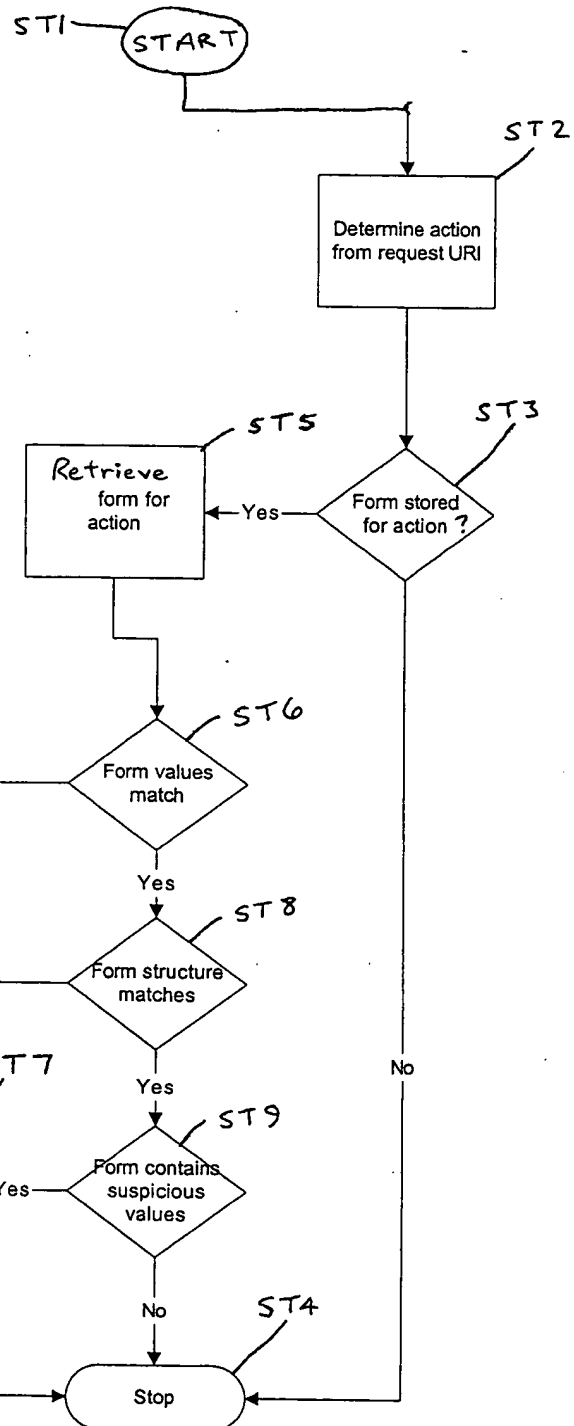 ST1
START
ST2
Determine action
from request URI
ST3
Form stored
for action ?
Yes
ST5
Retrieve
form for
action
ST6
Form values
match
Yes
ST8
Form structure
matches
T7
Yes
No
ST9
Form contains
suspicious
values
Yes
No
ST4
Stop